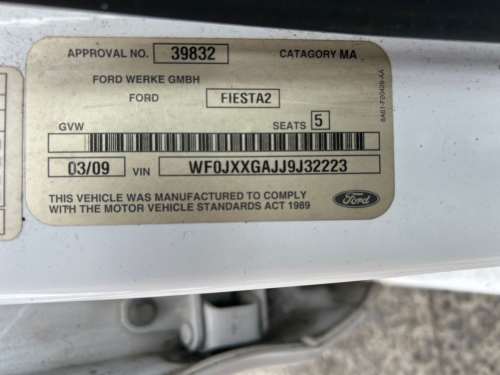 APPROVAL NO. 39832 CATAGORY MA
FORD WERKE GMBH
FORD FIESTA2
GVW SEATS 5
03/09 VIN WF0JXXGAJJ9J32223
THIS VEHICLE WAS MANUFACTURED TO COMPLY
WITH THE MOTOR VEHICLE STANDARDS ACT 1989
Ford